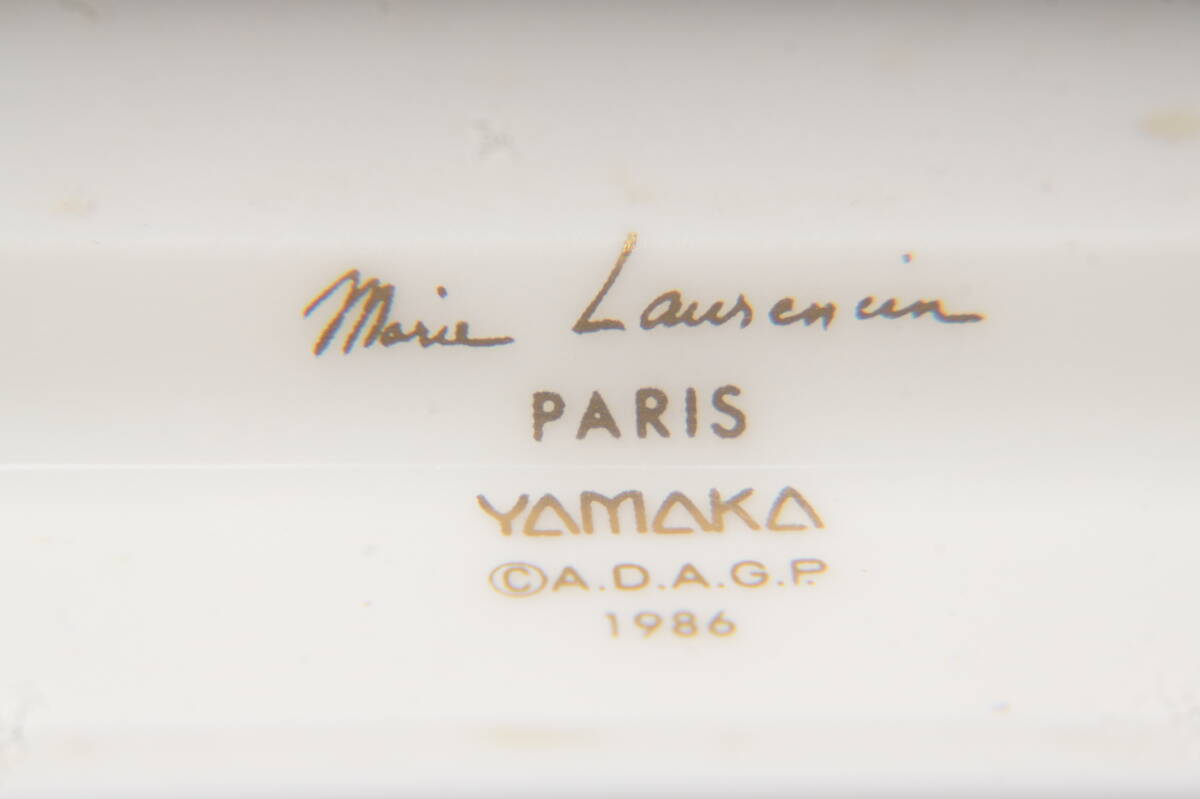 Marie Laurencin
PARIS
YAMAKA
©A.D.A.G.P.
1986